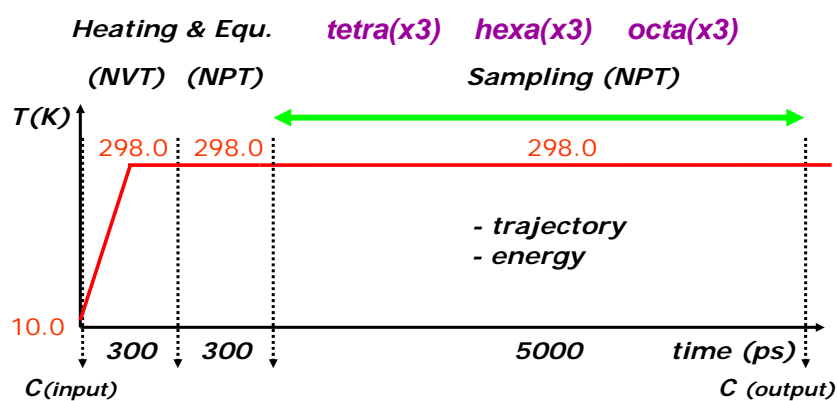 Heating & Equ. tetra(x3) hexa(x3) octa(x3)
(NVT) (NPT) Sampling (NPT)
T(K)
298.0 298.0 298.0
- trajectory
- energy
10.0
300 300 5000 time (ps)
C(input) C (output)